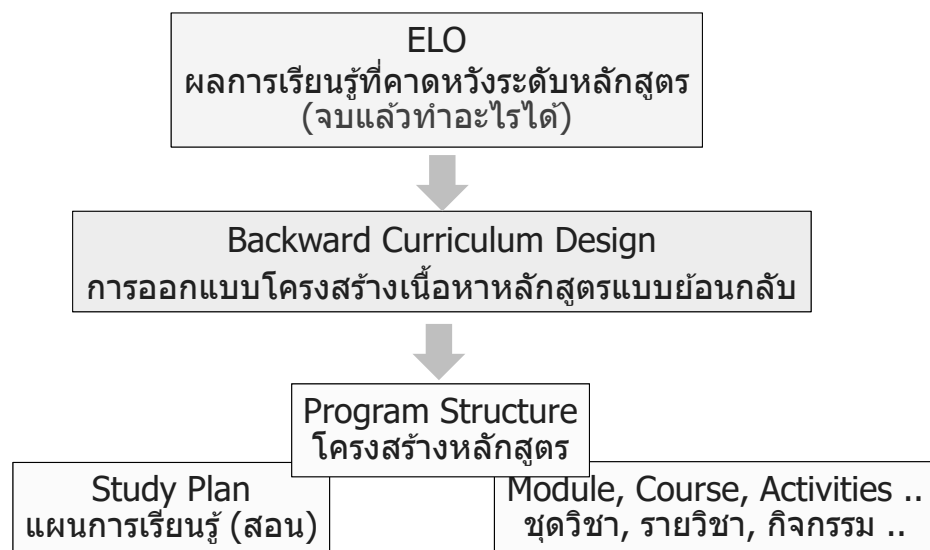 ELO
ผลการเรียนรู้ที่คาดหวังระดับหลักสูตร
(จบแล้วทำอะไรได้)
Backward Curriculum Design
การออกแบบโครงสร้างเนื้อหาหลักสูตรแบบย้อนกลับ
Program Structure
โครงสร้างหลักสูตร
Study Plan
แผนการเรียนรู้ (สอน)
Module, Course, Activities ..
ชุดวิชา, รายวิชา, กิจกรรม ..